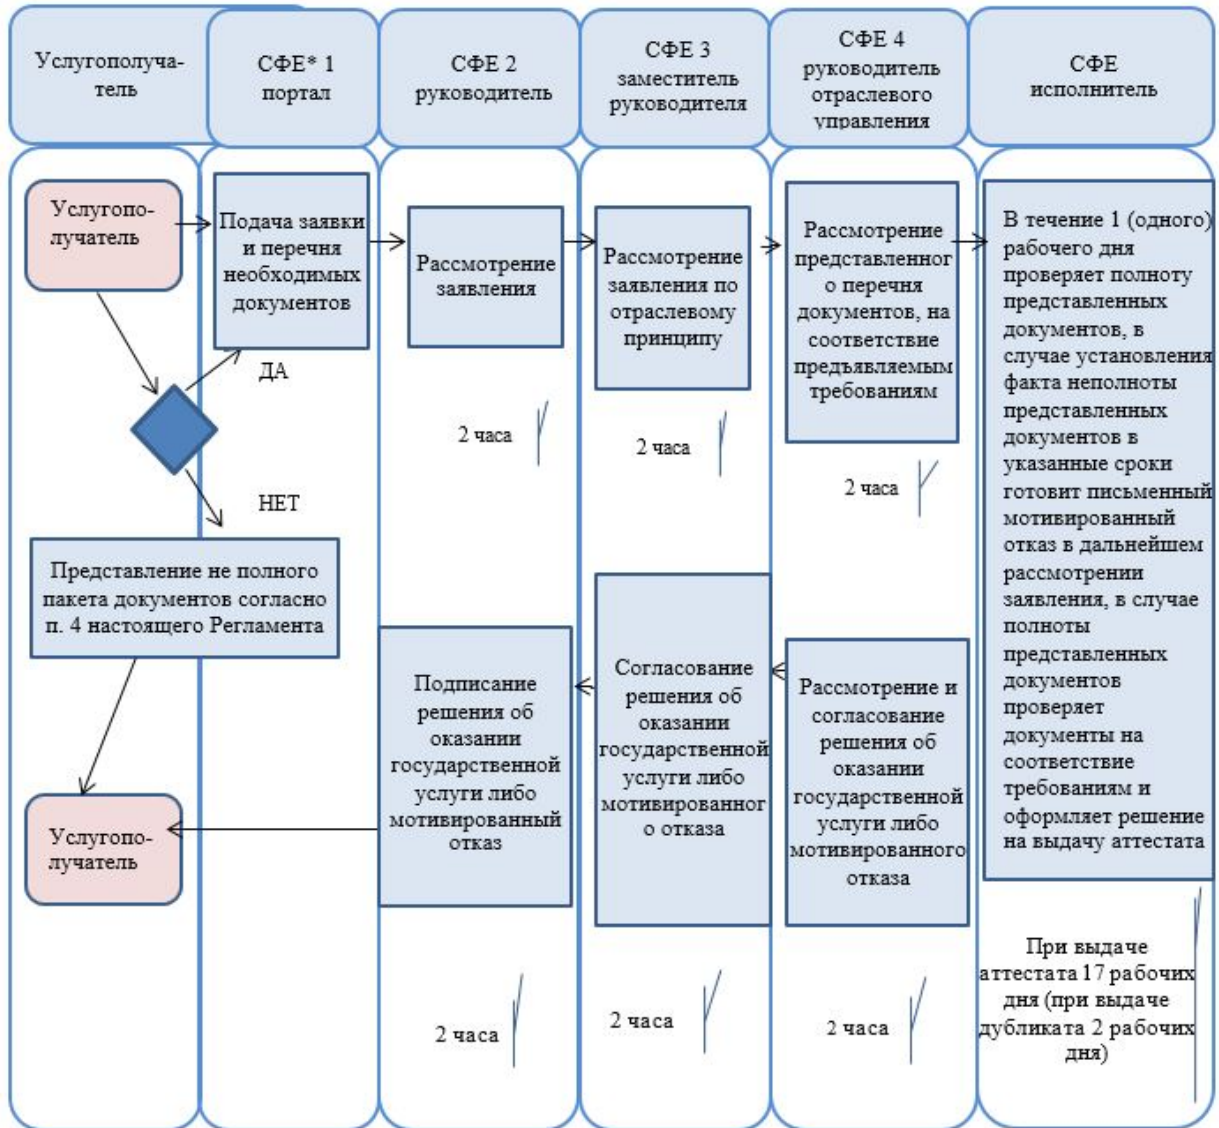 Услугополуча-
тель
СФЕ* 1
портал
СФЕ 2
руководитель
СФЕ 3
заместитель
руководителя
СФЕ 4
руководитель
отраслевого
управления
СФЕ
исполнитель
Услугопо-
лучатель
Подача заявки
и перечня
необходимых
документов
Рассмотрение
заявления
Рассмотрение
заявления по
отраслевому
принципу
Рассмотрение
представленног
о перечня
документов, на
соответствие
предъявляемым
требованиям
В течение 1 (одного)
рабочего дня
проверяет полноту
представленных
документов, в
случае установления
факта неполноты
представленных
документов в
указанные сроки
готовит письменный
мотивированный
отказ в дальнейшем
рассмотрении
заявления, в случае
полноты
представленных
документов
проверяет
документы на
соответствие
требованиям и
оформляет решение
на выдачу аттестата
ДА
2 часа
2 часа
2 часа
НЕТ
Представление не полного
пакета документов согласно
п. 4 настоящего Регламента
Подписание
решения об
оказании
государственной
услуги либо
мотивированный
отказ
Согласование
решения об
оказании
государственной
услуги либо
мотивированног
о отказа
Рассмотрение и
согласование
решения об
оказании
государственной
услуги либо
мотивированного
отказа
Услугопо-
лучатель
2 часа
2 часа
2 часа
При выдаче
аттестата 17 рабочих
дня (при выдаче
дубликата 2 рабочих
дня)